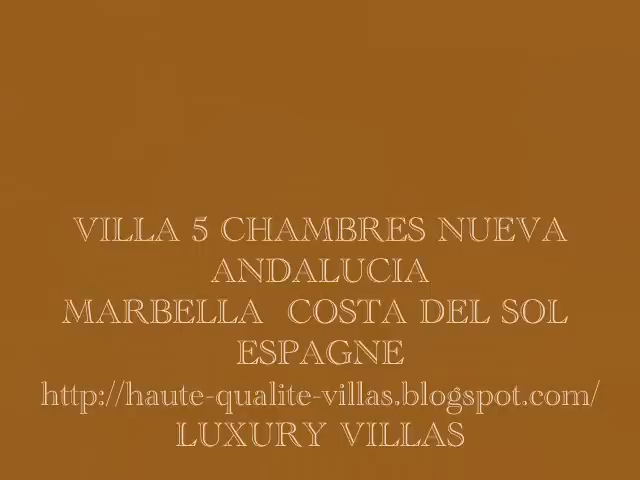 VILLA 5 CHAMBRES NUEVA
ANDALUCIA
MARBELLA COSTA DEL SOL
ESPAGNE
http://haute-qualite-villas.blogspot.com/
LUXURY VILLAS